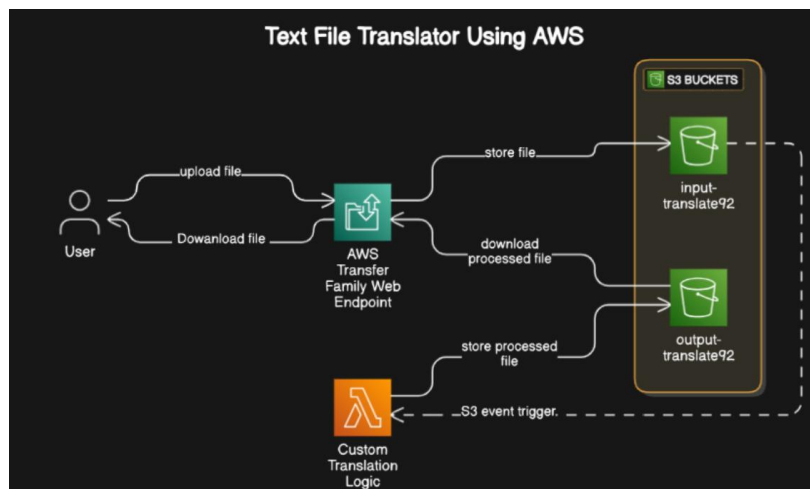 Text File Translator Using AWS
S3 BUCKETS
upload file
store file
input-
translate92
User
Dowanload file
AWS
Transfer
Family Web
Endpoint
download
processed file
output-
translate92
store processed
file
S3 event trigger
Custom
Translation
Logic